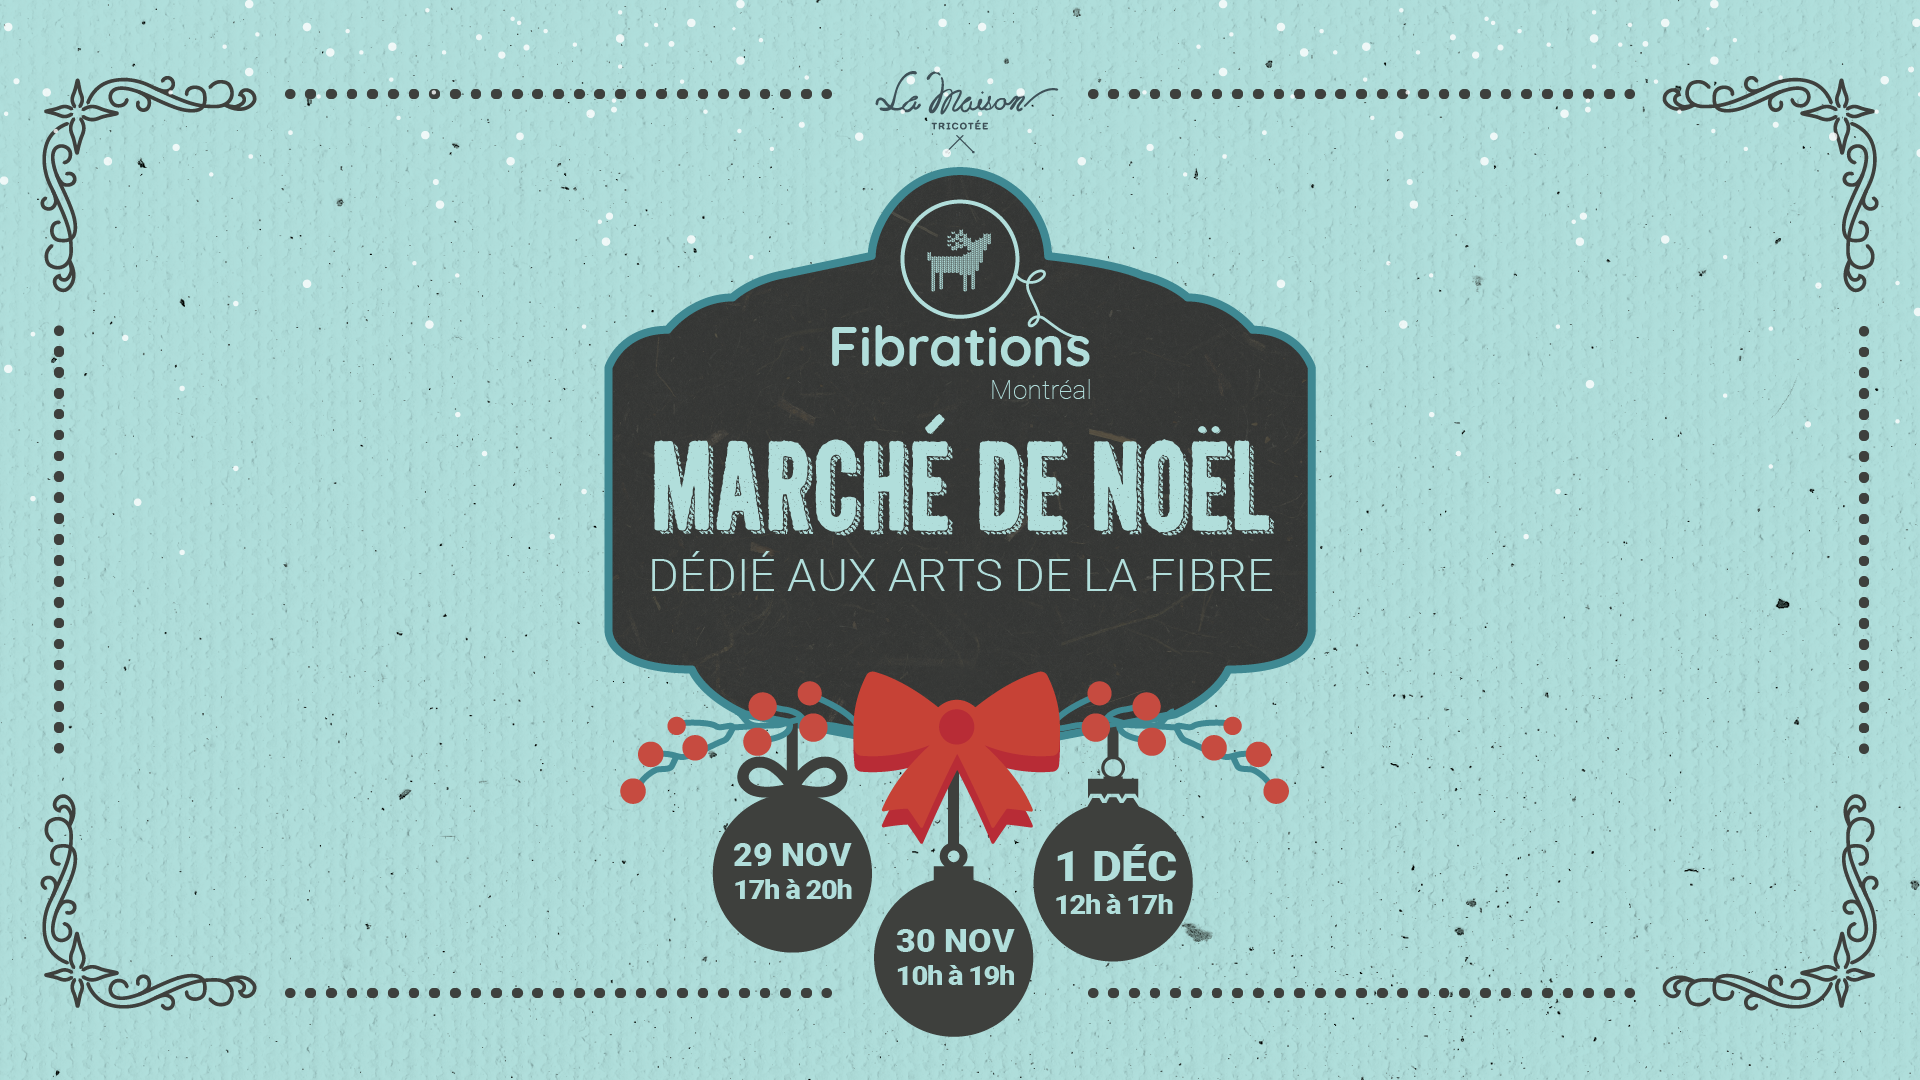 La Maison
TRICOTÉE
Fibrations
Montréal
MARCHÉ DE NOËL
DÉDIÉ AUX ARTS DE LA FIBRE
29 NOV
17h à 20h
30 NOV
10h à 19h
1 DÉC
12h à 17h